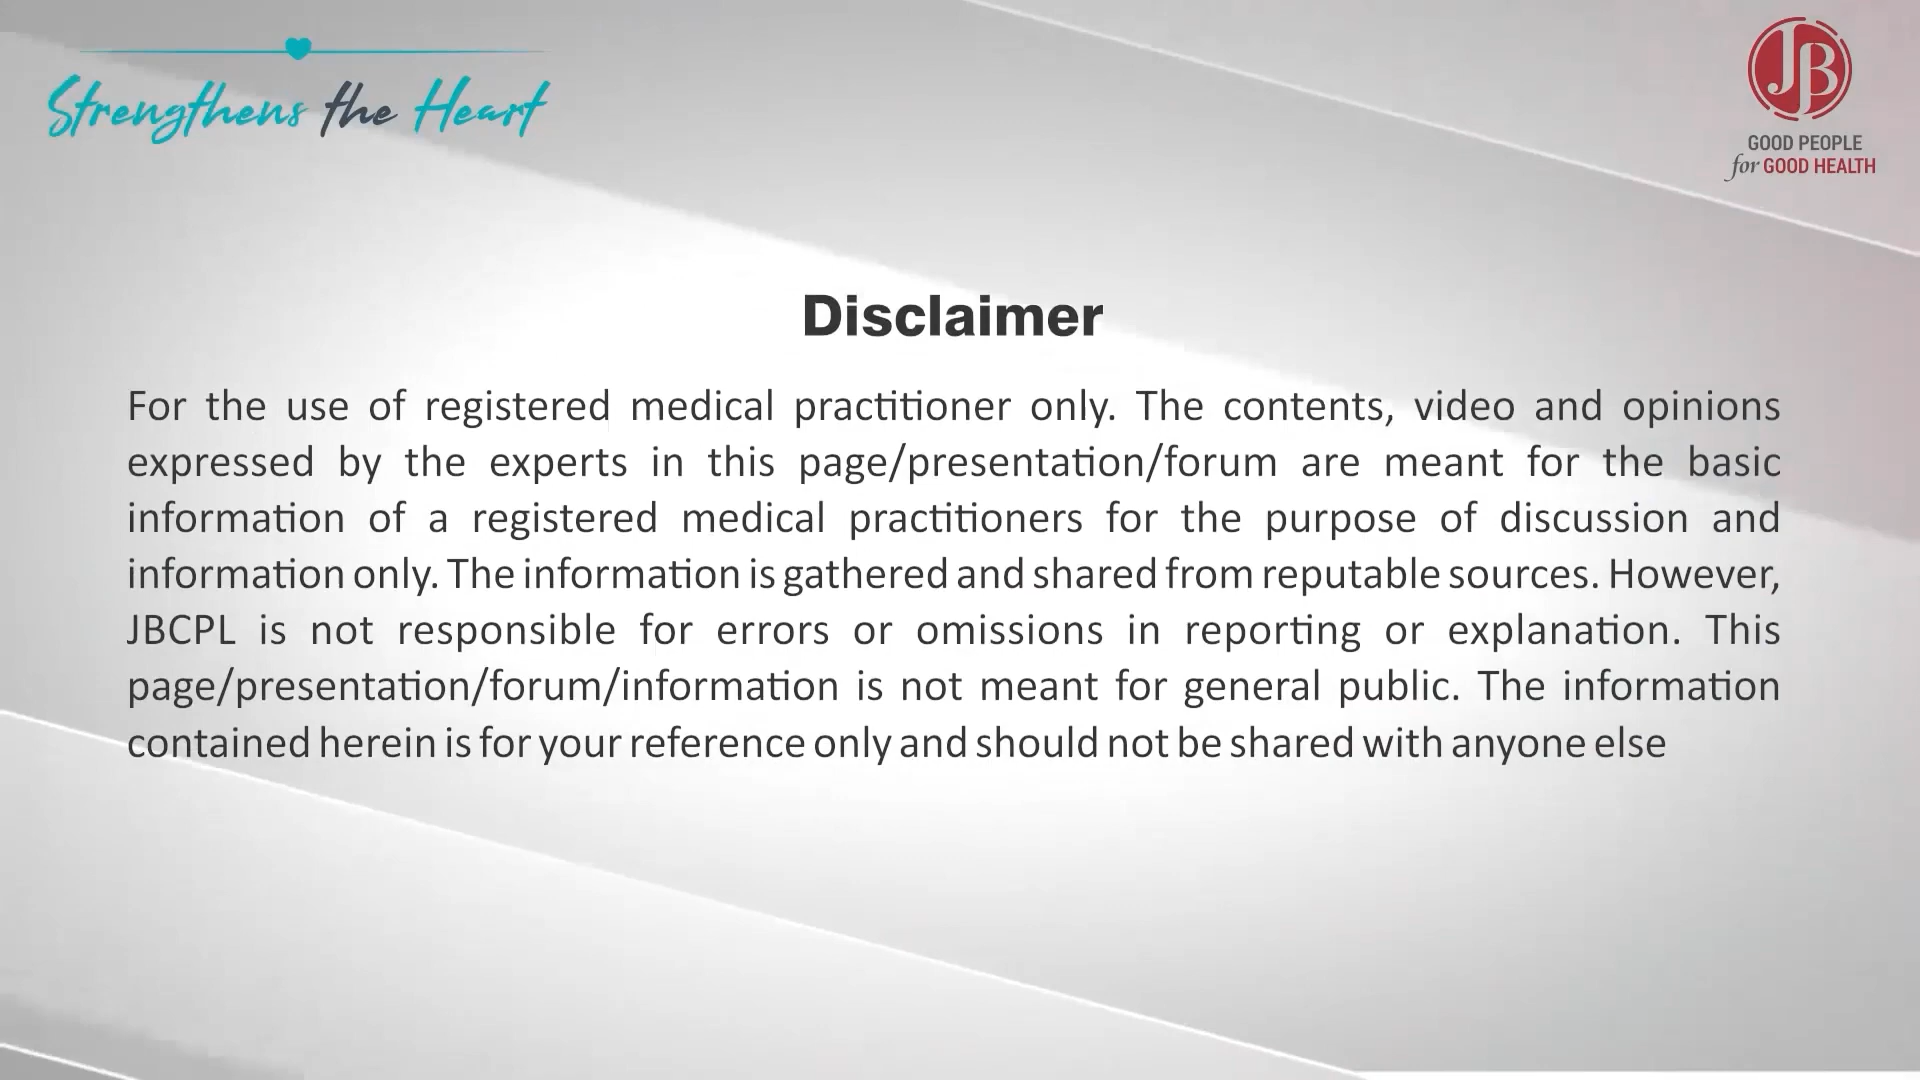 Strengthens the Heart
JB
GOOD PEOPLE
for GOOD HEALTH
Disclaimer
For the use of registered medical practitioner only. The contents, video and opinions
expressed by the experts in this page/presentation/forum are meant for the basic
information of a registered medical practitioners for the purpose of discussion and
information only. The information is gathered and shared from reputable sources. However,
JBCPL is not responsible for errors or omissions in reporting or explanation. This
page/presentation/forum/information is not meant for general public. The information
contained herein is for your reference only and should not be shared with anyone else